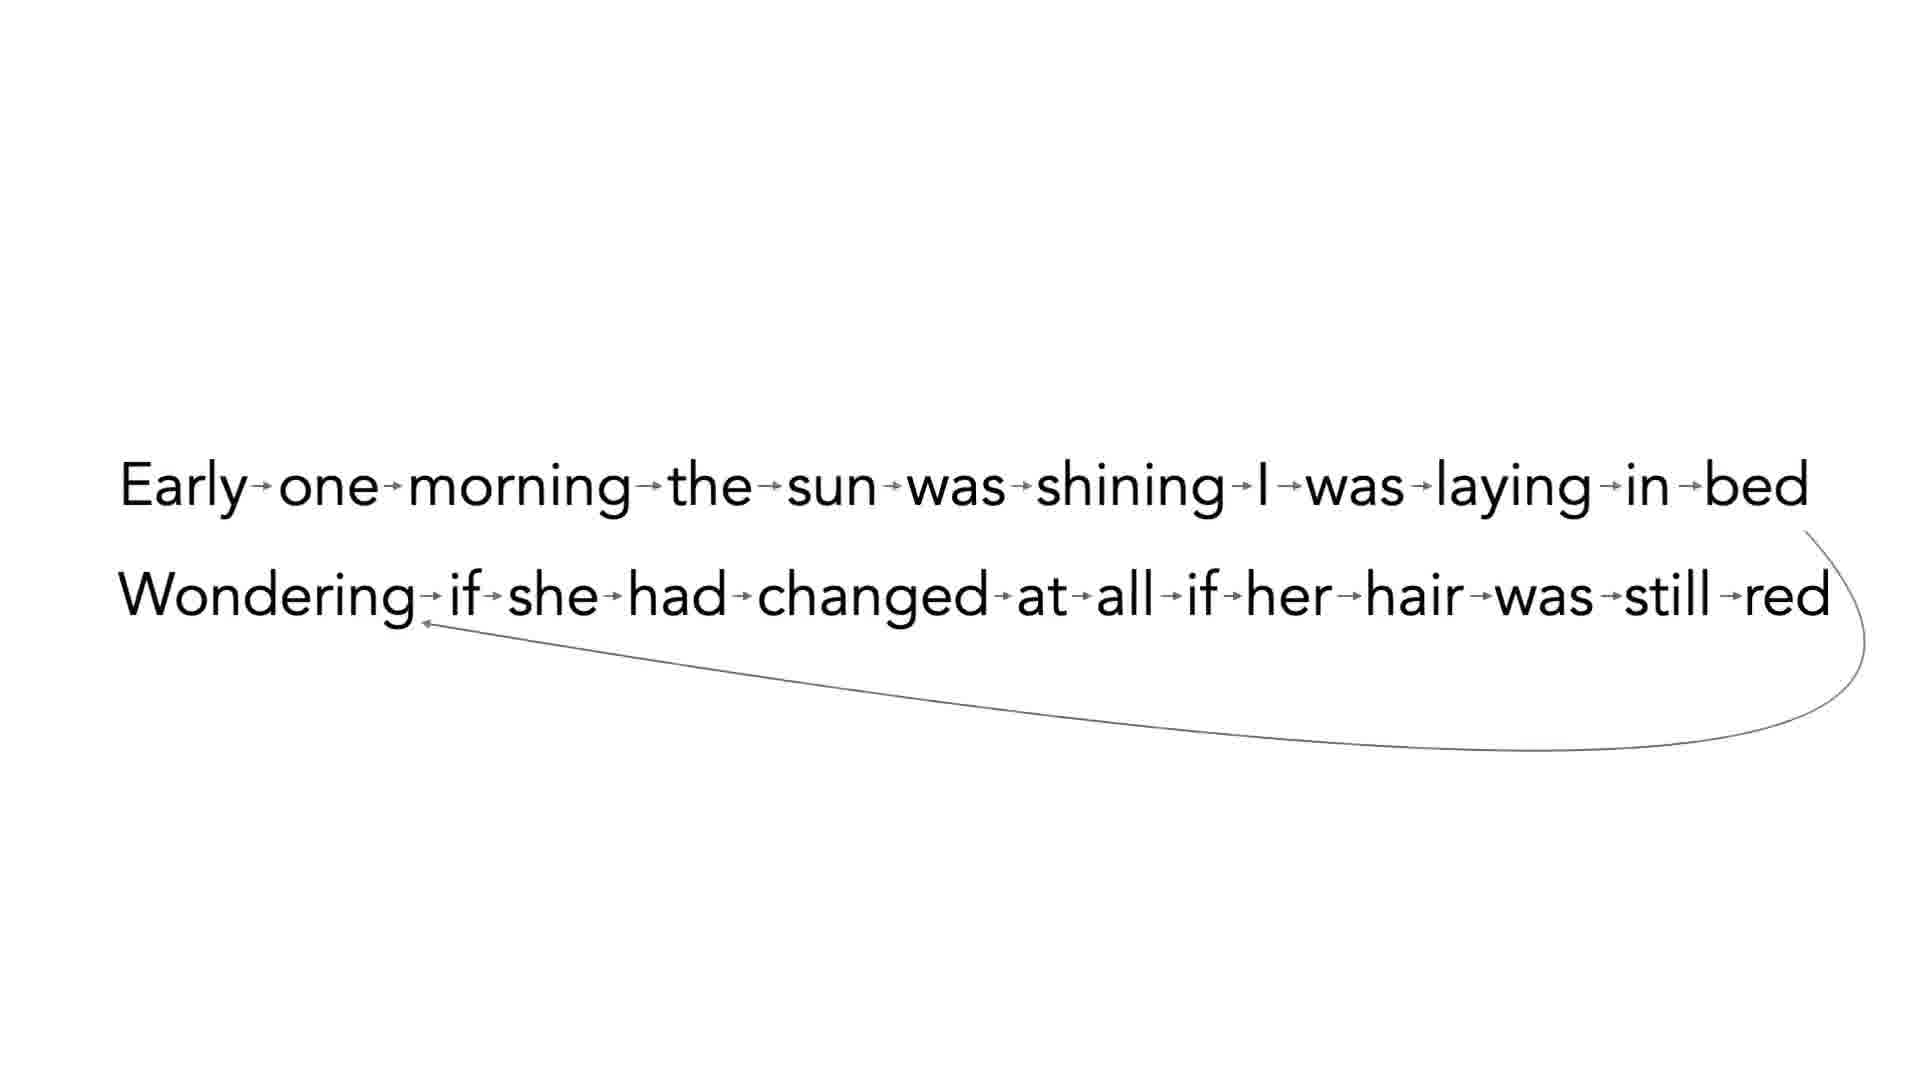 Early→one→morning→the→sun→was→shining→I→was→laying→in→bed
Wondering→if→she→had→changed→at→all→if→her→hair→was→still→red